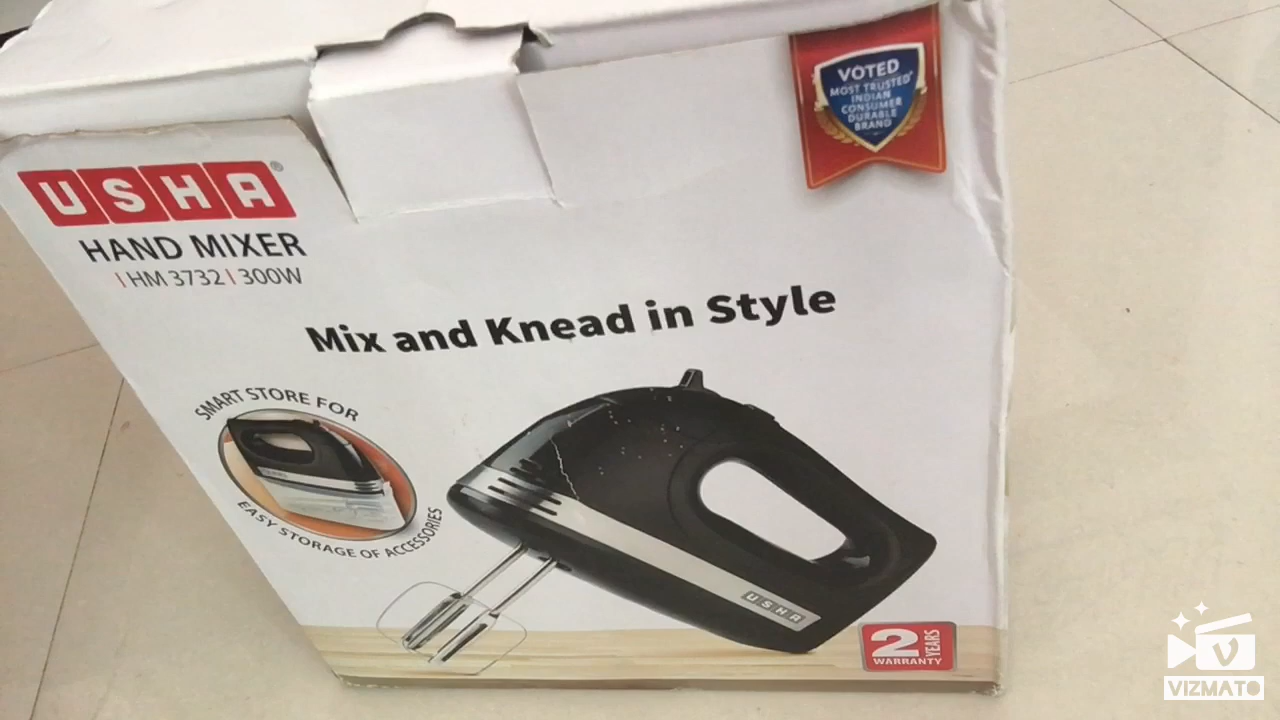 USHA®
HAND MIXER
| HM 3732 | 300W
VOTED
MOST TRUSTED*
INDIAN
CONSUMER
DURABLE
BRAND
Mix and Knead in Style
SMART STORE FOR
EASY STORAGE OF ACCESSORIES
USHA
2 YEARS
WARRANTY
VIZMATO